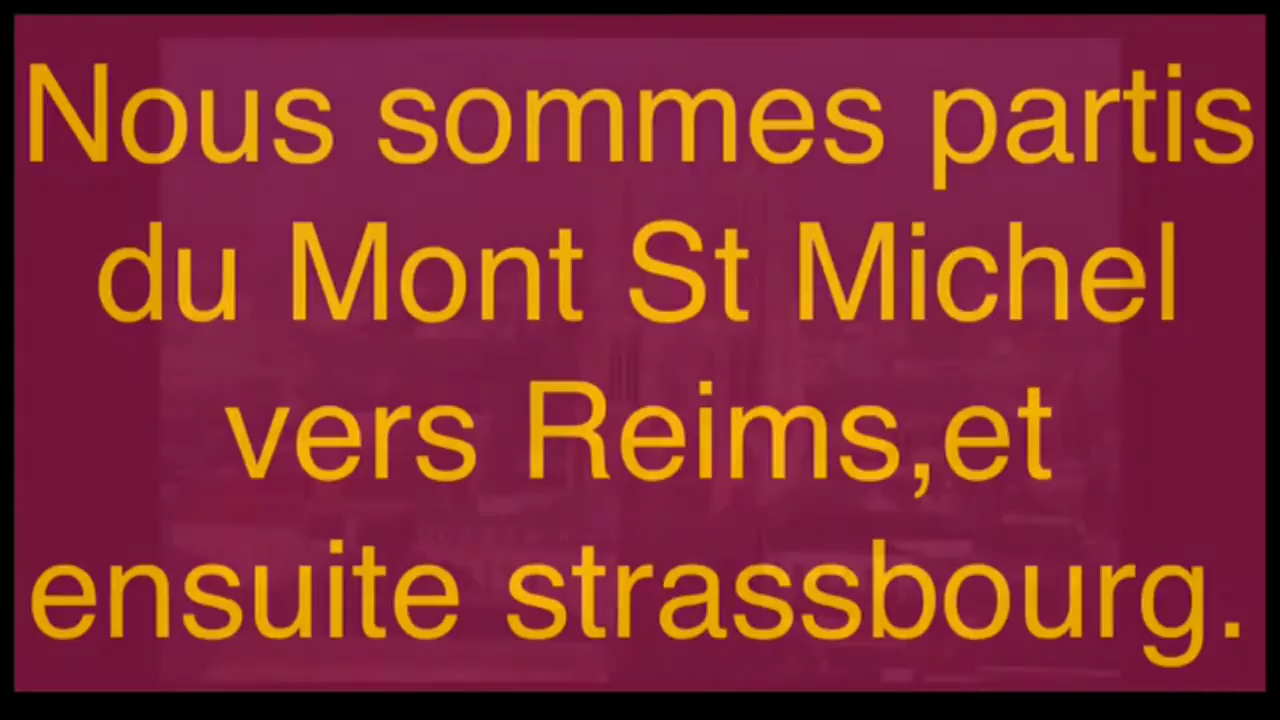 Nous sommes partis
du Mont St Michel
vers Reims,et
ensuite strassbourg.